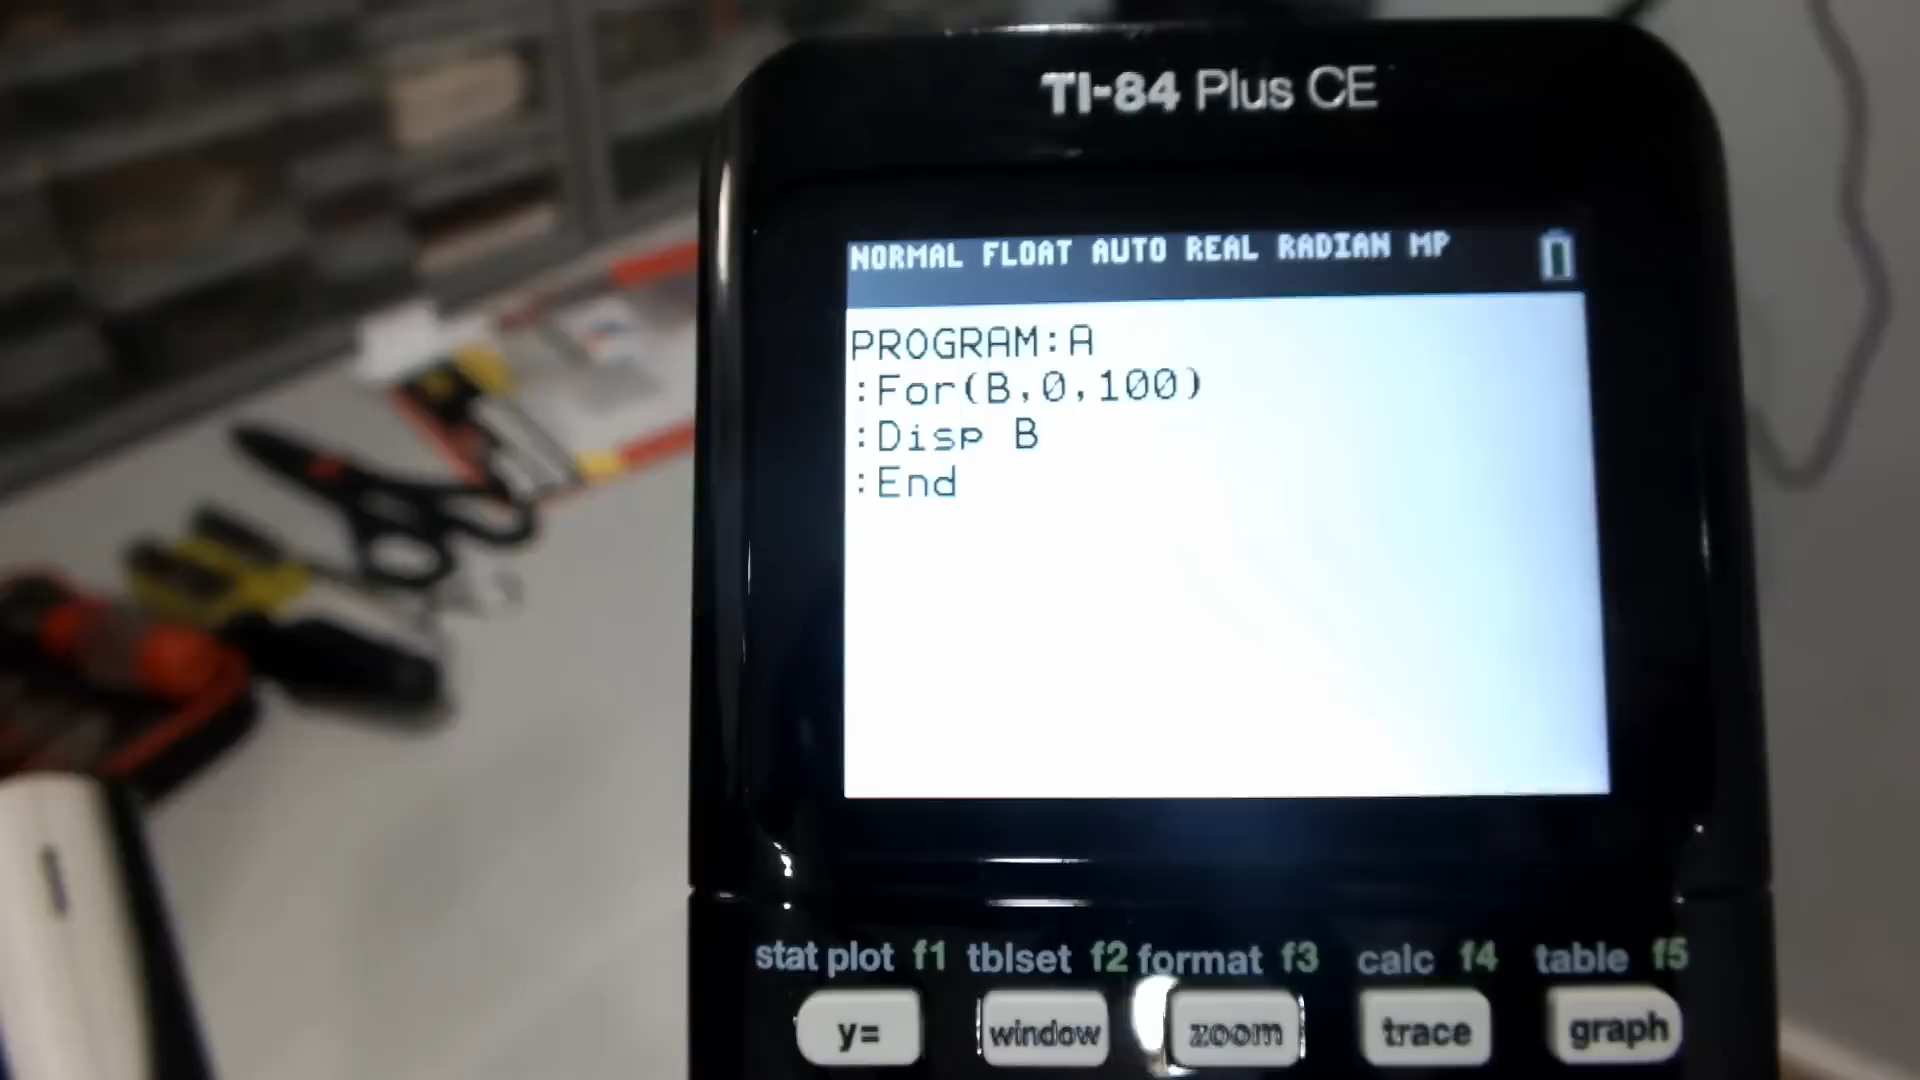 TI-84 Plus CE
NORMAL FLOAT AUTO REAL RADIAN MP
PROGRAM:A
:For(B,0,100)
:Disp B
:End
stat plot f1 tblset f2 format f3 calc f4 table f5
y= window zoom trace graph